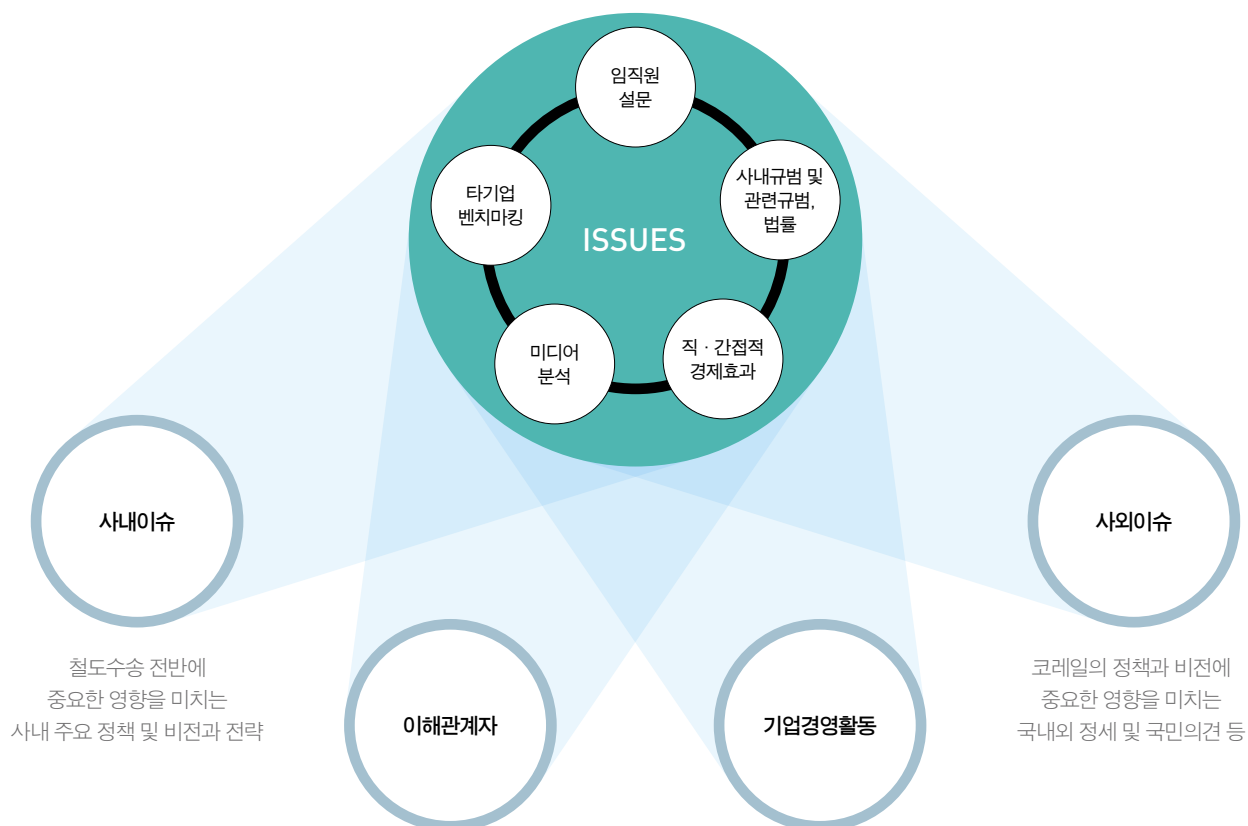 임직원
설문
타기업
벤치마킹
사내규범 및
관련규범,
법률
ISSUES
미디어
분석
직 · 간접적
경제효과
사내이슈
사외이슈
철도수송 전반에
중요한 영향을 미치는
사내 주요 정책 및 비전과 전략
코레일의 정책과 비전에
중요한 영향을 미치는
국내외 정세 및 국민의견 등
이해관계자
기업경영활동